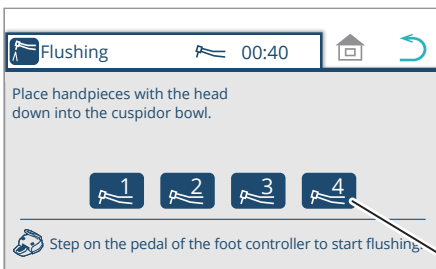 Flushing 00:40
Place handpieces with the head
down into the cuspidor bowl.
1 2 3 4
Step on the pedal of the foot controller to start flushing.